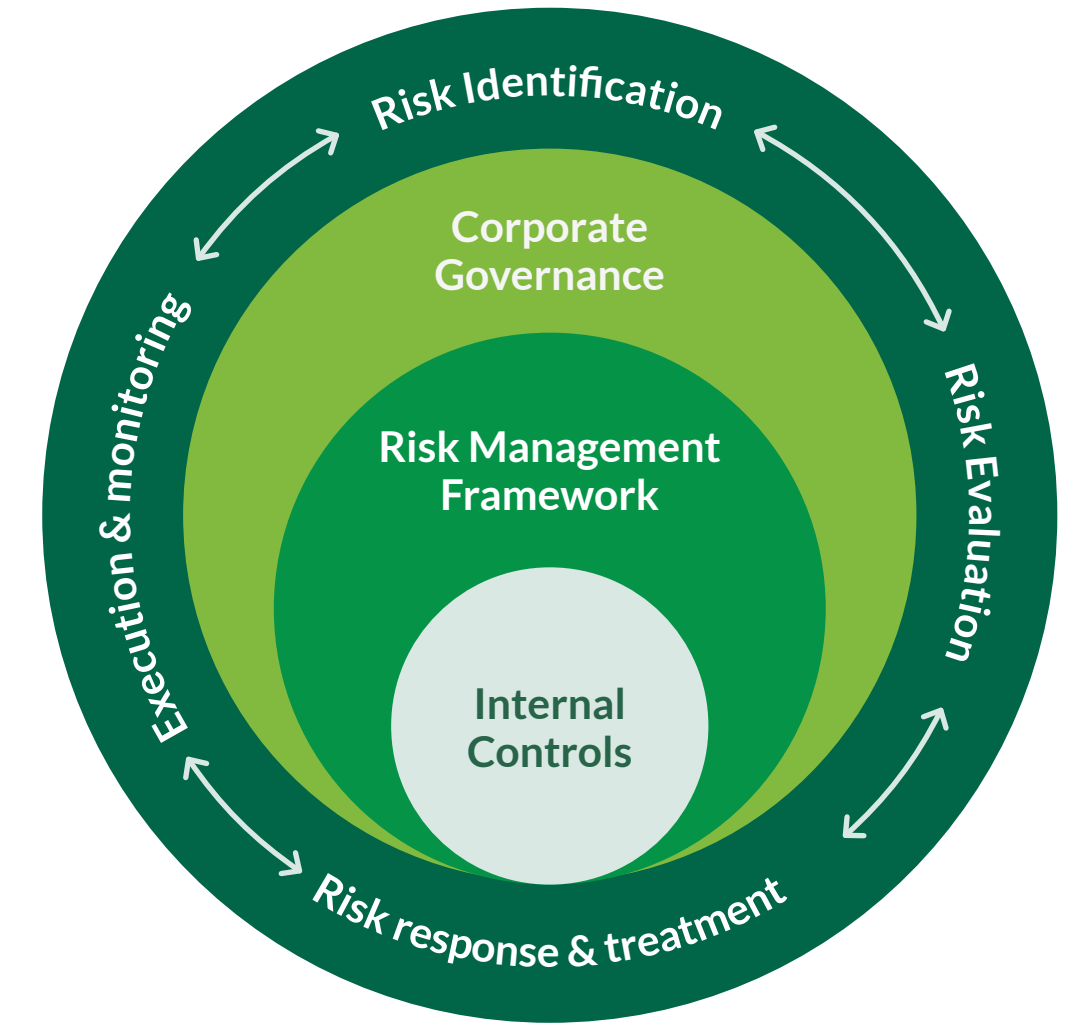 Risk Identification
Corporate
Governance
Risk Management
Framework
Internal
Controls
Risk Evaluation
Risk response & treatment
Execution & monitoring